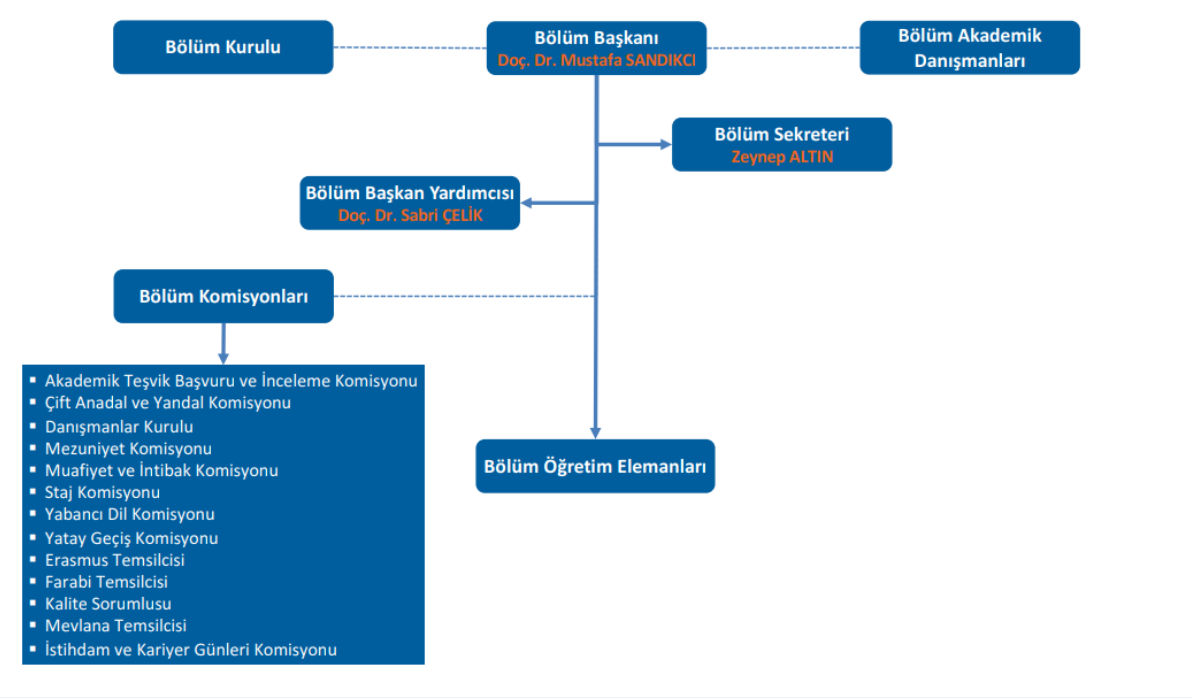 Bölüm Kurulu
Bölüm Başkanı
Doç. Dr. Mustafa SANDIKCI
Bölüm Akademik
Danışmanları
Bölüm Sekreteri
Zeynep ALTIN
Bölüm Başkan Yardımcısı
Doç. Dr. Sabri ÇELİK
Bölüm Komisyonları
▪ Akademik Teşvik Başvuru ve İnceleme Komisyonu
▪ Çift Anadal ve Yandal Komisyonu
▪ Danışmanlar Kurulu
▪ Mezuniyet Komisyonu
▪ Muafiyet ve İntibak Komisyonu
▪ Staj Komisyonu
▪ Yabancı Dil Komisyonu
▪ Yatay Geçiş Komisyonu
▪ Erasmus Temsilcisi
▪ Farabi Temsilcisi
▪ Kalite Sorumlusu
▪ Mevlana Temsilcisi
▪ İstihdam ve Kariyer Günleri Komisyonu
Bölüm Öğretim Elemanları